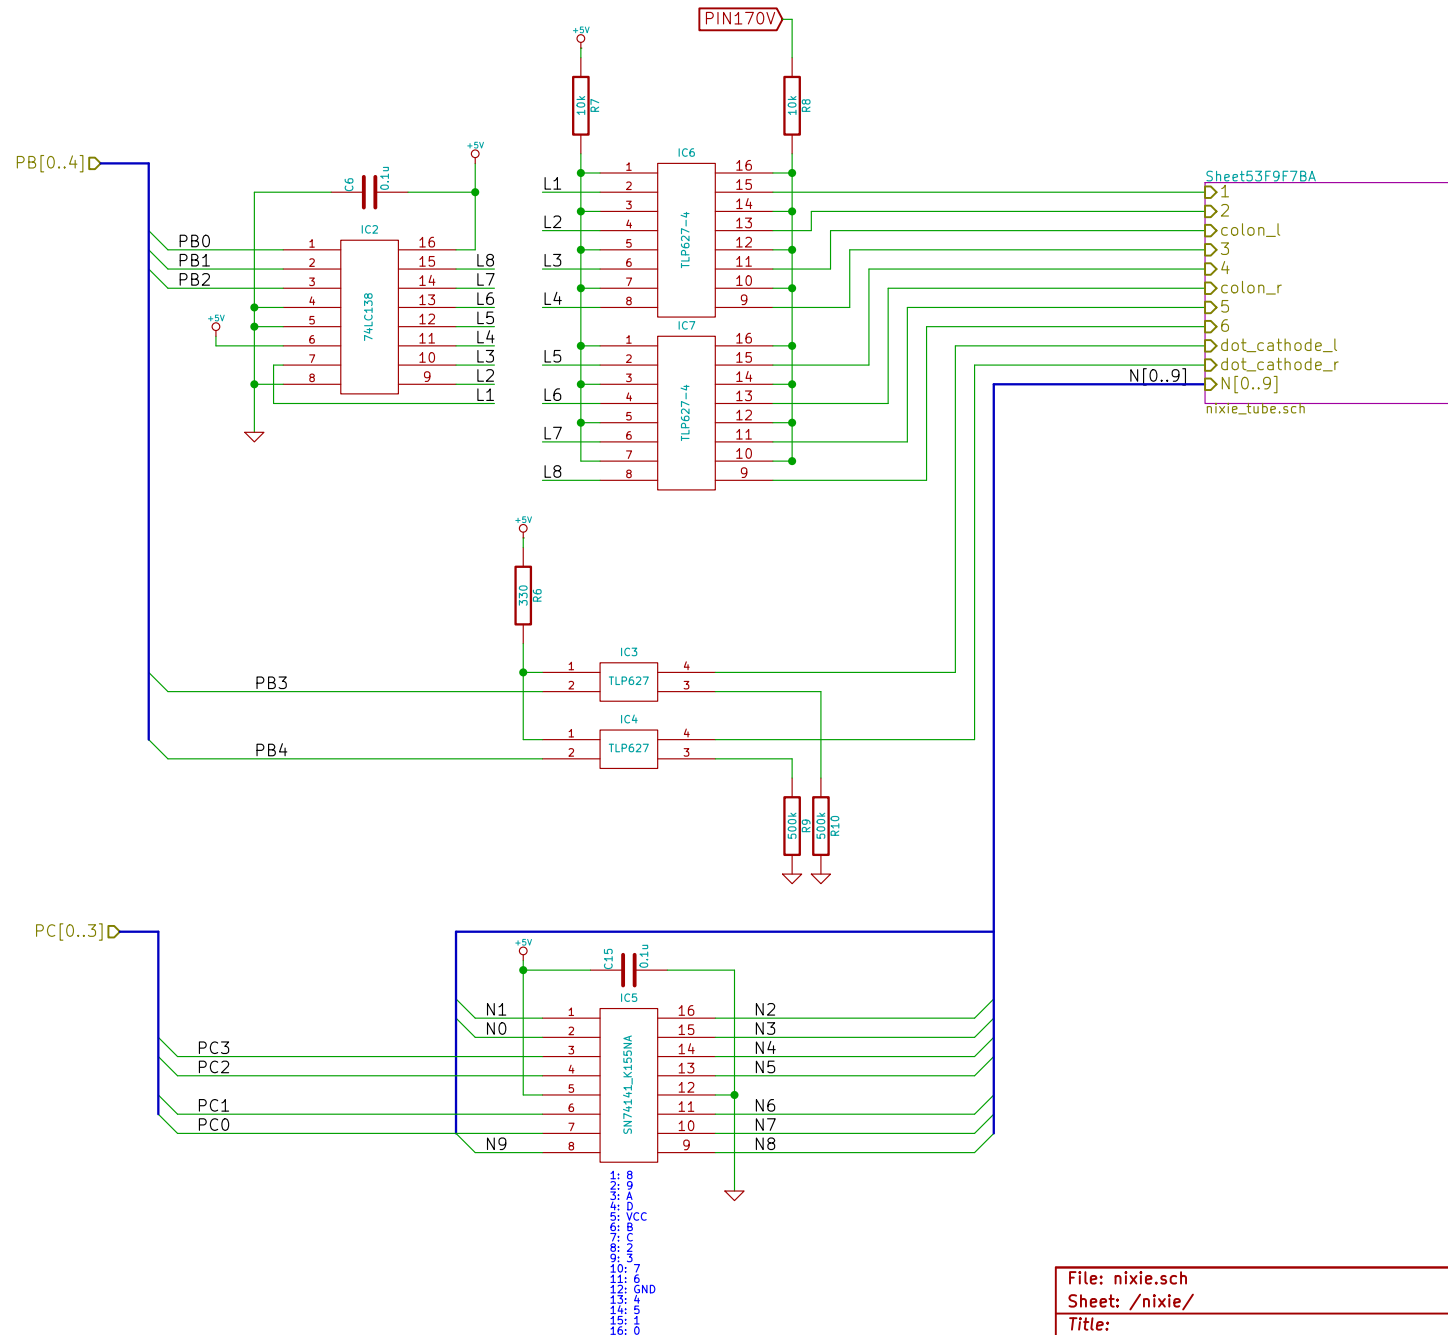 PIN170V
+5V
10k
R7
10k
R8
PB[0..4]
+5V
C6
0.1u
IC2
74LC138
PB0
PB1
PB2
+5V
1
2
3
4
5
6
7
8
16
15
14
13
12
11
10
9
L8
L7
L6
L5
L4
L3
L2
L1
IC6
TLP627-4
L1
L2
L3
L4
1
2
3
4
5
6
7
8
16
15
14
13
12
11
10
9
IC7
TLP627-4
L5
L6
L7
L8
1
2
3
4
5
6
7
8
16
15
14
13
12
11
10
9
Sheet53F9F7BA
1
2
colon_l
3
4
colon_r
5
6
dot_cathode_l
dot_cathode_r
N[0..9]
N[0..9]
nixie_tube.sch
+5V
330
R6
IC3
TLP627
1
2
4
3
PB3
IC4
TLP627
1
2
4
3
PB4
500k
R9
500k
R10
PC[0..3]
+5V
C15
0.1u
IC5
SN74141_K155NA
N1
N0
PC3
PC2
PC1
PC0
N9
1
2
3
4
5
6
7
8
16
15
14
13
12
11
10
9
N2
N3
N4
N5
N6
N7
N8
1: 8
2: 9
3: A
4: D
5: VCC
6: B
7: C
8: 2
9: 3
10: 7
11: 6
12: GND
13: 4
14: 5
15: 1
16: 0
File: nixie.sch
Sheet: /nixie/
Title: